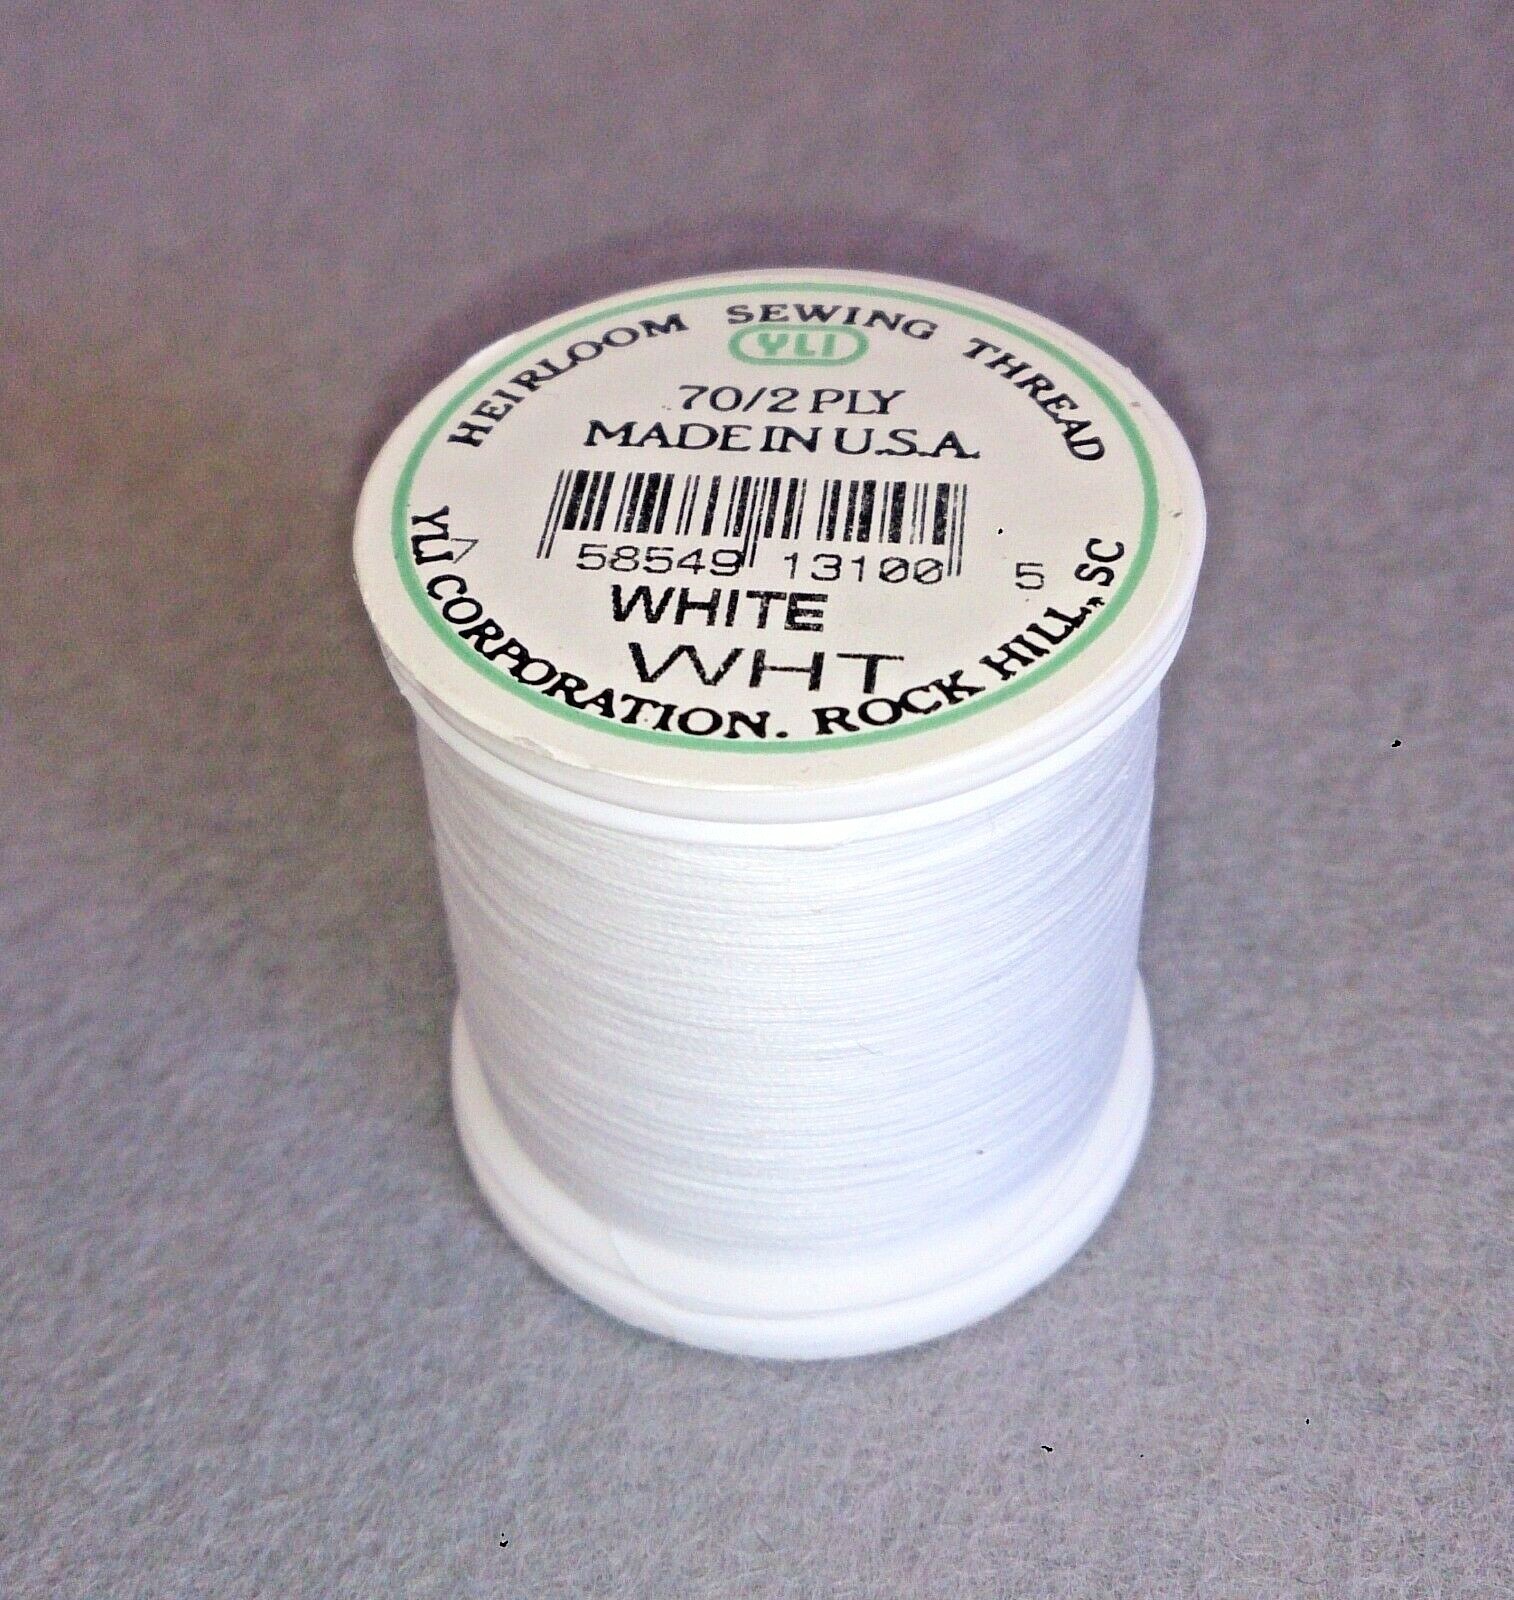 HEIRLOOM SEWING THREAD
YLI
70/2 PLY
MADE IN U.S.A.
58549 13100 5
WHITE
WHT
YLI CORPORATION. ROCK HILL, SC